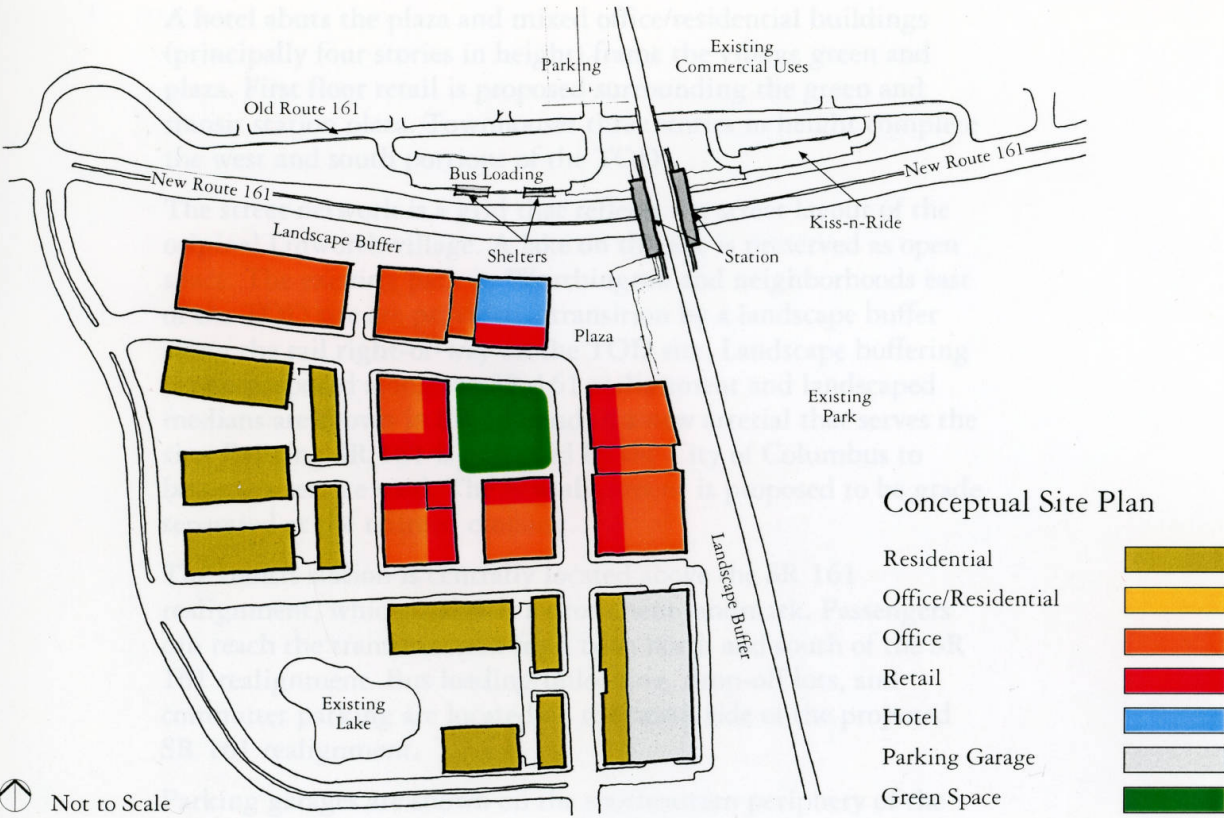 Existing
Commercial Uses
Parking
Old Route 161
New Route 161
Bus Loading
New Route 161
Kiss-n-Ride
Landscape Buffer
Shelters
Station
Plaza
Existing
Park
Landscape Buffer
Existing
Lake
Not to Scale
Conceptual Site Plan
Residential
Office/Residential
Office
Retail
Hotel
Parking Garage
Green Space